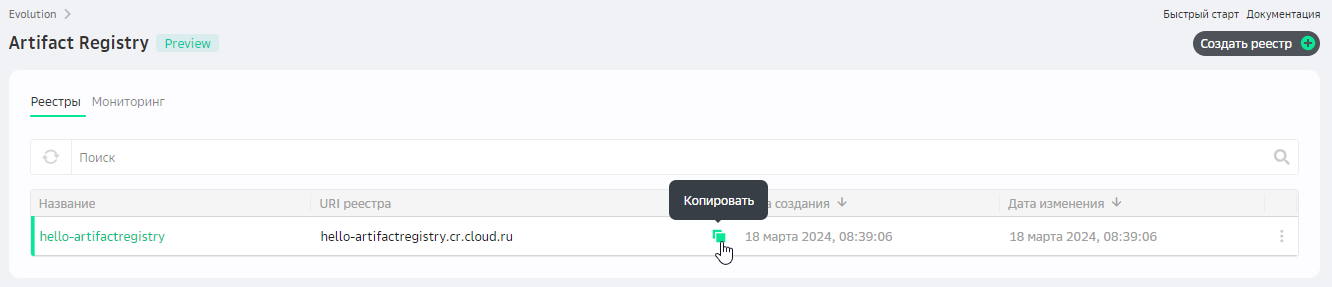 Evolution
Быстрый старт Документация
Artifact Registry Preview
Создать реестр
Реестры Мониторинг
Поиск
Копировать
Название URI реестра а создания Дата изменения
hello-artifactregistry hello-artifactregistry.cr.cloud.ru 18 марта 2024, 08:39:06 18 марта 2024, 08:39:06